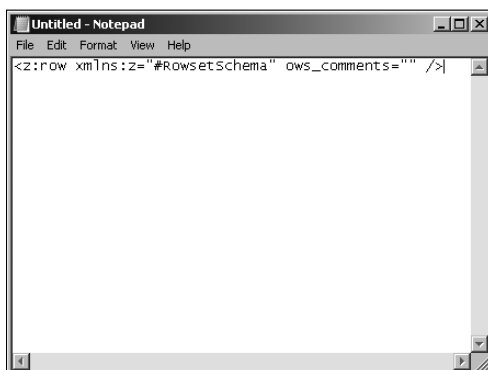 Untitled - Notepad
File Edit Format View Help
<z:row xmlns:z="#RowsetSchema" ows_comments="" />